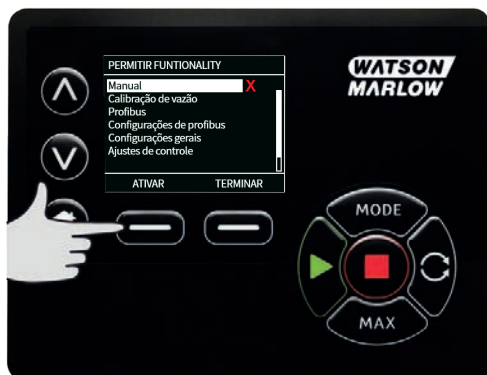 PERMITIR FUNTIONALITY
Manual X
Calibração de vazão
Profibus
Configurações de profibus
Configurações gerais
Ajustes de controle
ATIVAR TERMINAR
WATSON
MARLOW
MODE
MAX